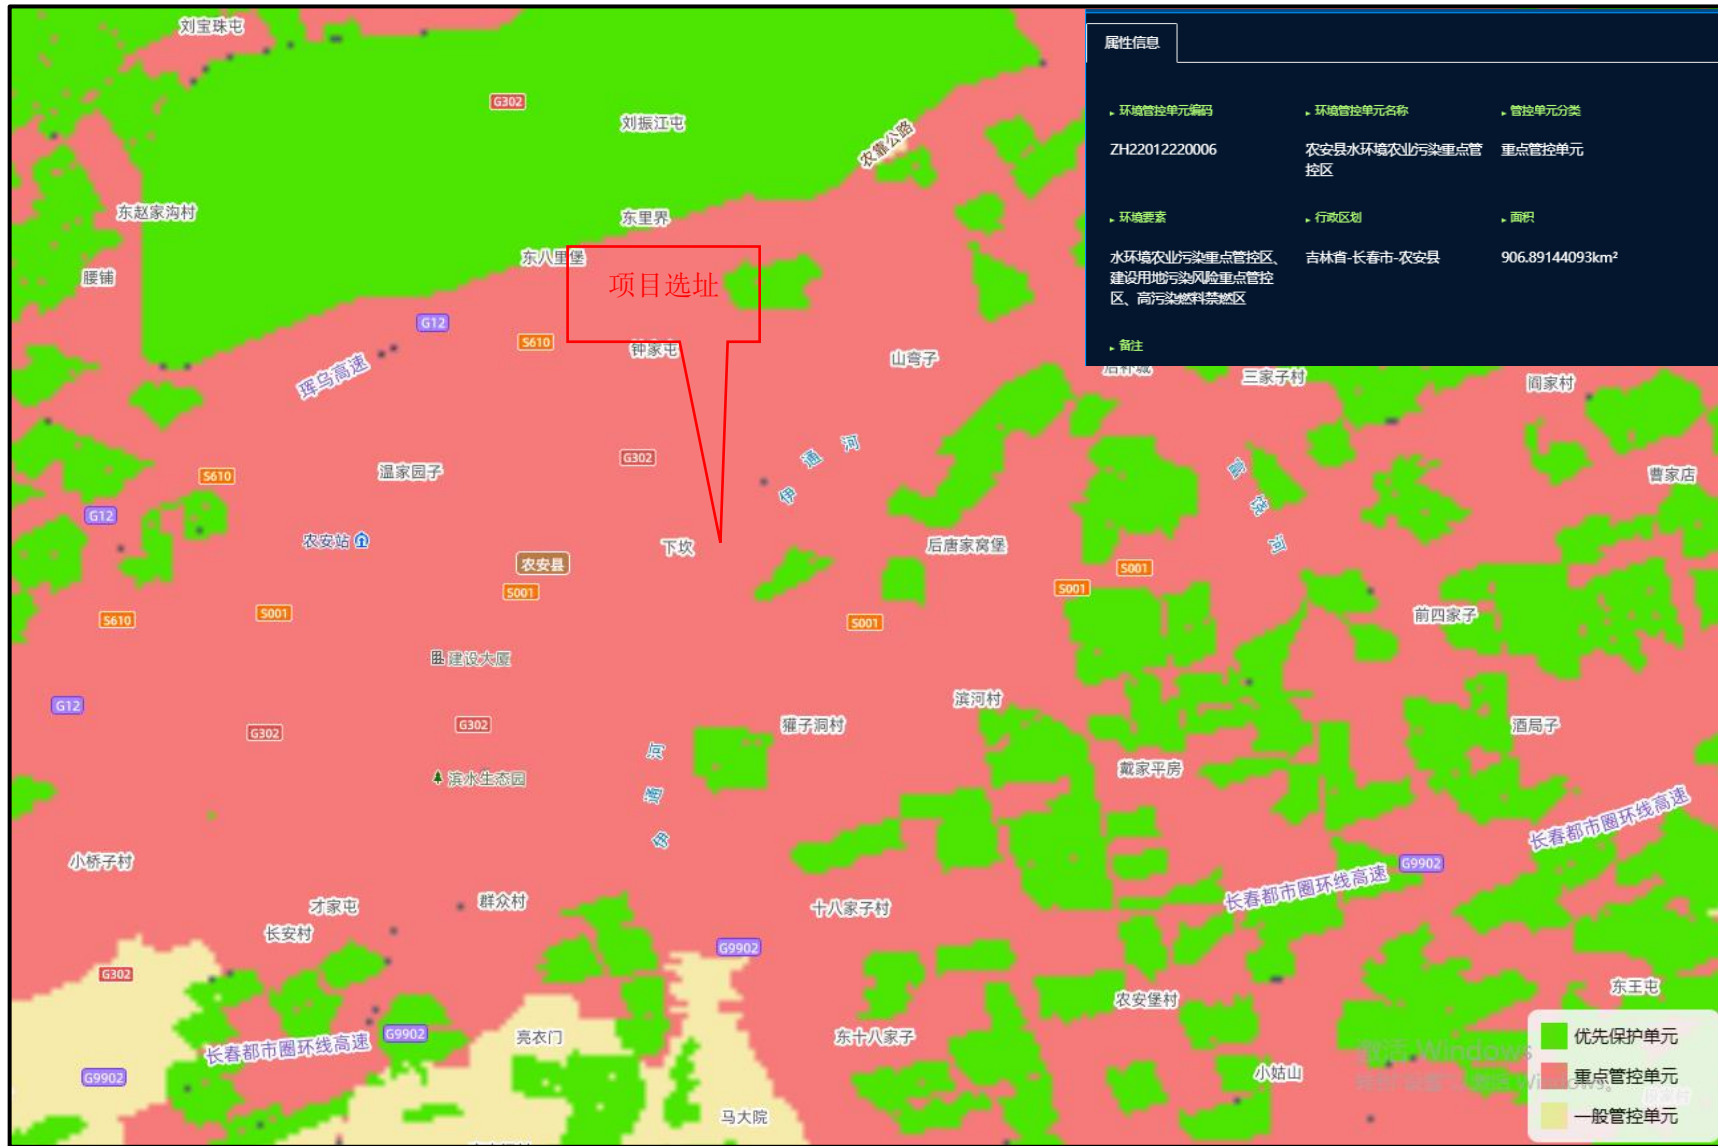 刘宝珠屯
属性信息
G302
刘振江屯
农靠公路
环境管控单元编码
环境管控单元名称
管控单元分类
ZH22012220006
农安县水环境农业污染重点管
控区
重点管控单元
环境要素
行政区划
面积
水环境农业污染重点管控区、
建设用地污染风险重点管控
区、高污染燃料禁燃区
吉林省-长春市-农安县
906.89144093km²
备注
东赵家沟村
东里界
东八里堡
腰铺
项目选址
G12
S610
钟家屯
山弯子
三家子村
阎家村
珲乌高速
伊通河
G302
温家园子
S610
曹家店
G12
农安站
下坎
后唐家窝堡
农安县
S001
S001
S001
S001
S610
S001
前四家子
建设大厦
滨河村
G12
G302
G302
獾子洞村
酒局子
伊通河
滨水生态园
戴家平房
长春都市圈环线高速
小桥子村
G9902
长春都市圈环线高速
才家屯
群众村
十八家子村
长安村
G9902
G302
东王屯
农安堡村
长春都市圈环线高速
G9902
亮衣门
东十八家子
优先保护单元
激活 Windows
G9902
小姑山
重点管控单元
马大院
一般管控单元